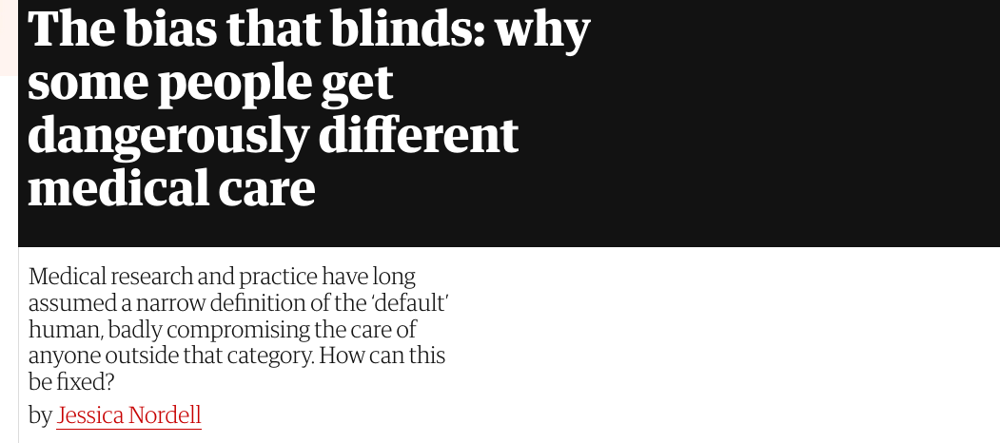 The bias that blinds: why
some people get
dangerously different
medical care
Medical research and practice have long
assumed a narrow definition of the ‘default’
human, badly compromising the care of
anyone outside that category. How can this
be fixed?
by Jessica Nordell